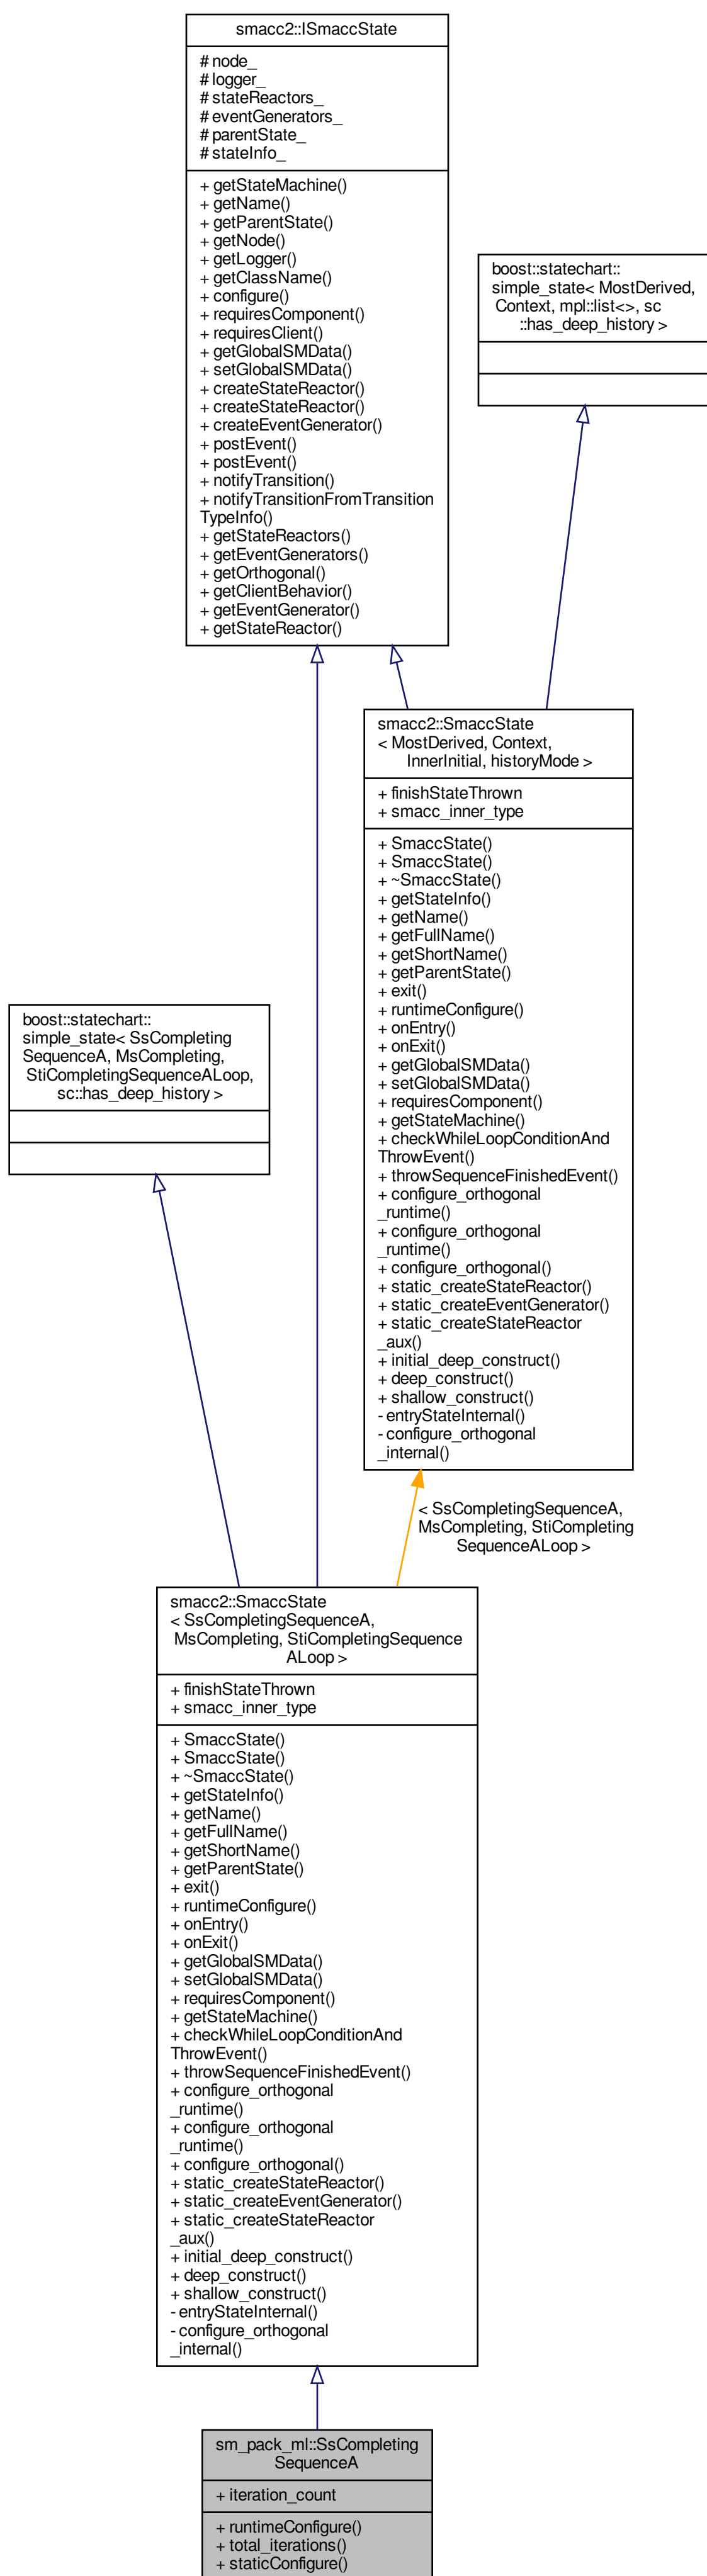 smacc2::ISmaccState
# node_
# logger_
# stateReactors_
# eventGenerators_
# parentState_
# stateInfo_
+ getStateMachine()
+ getName()
+ getParentState()
+ getNode()
+ getLogger()
+ getClassName()
+ configure()
+ requiresComponent()
+ requiresClient()
+ getGlobalSMData()
+ setGlobalSMData()
+ createStateReactor()
+ createStateReactor()
+ createEventGenerator()
+ postEvent()
+ postEvent()
+ notifyTransition()
+ notifyTransitionFromTransition
TypeInfo()
+ getStateReactors()
+ getEventGenerators()
+ getOrthogonal()
+ getClientBehavior()
+ getEventGenerator()
+ getStateReactor()
boost::statechart::
simple_state< MostDerived,
Context, mpl::list<>, sc
::has_deep_history >
smacc2::SmaccState
< MostDerived, Context,
InnerInitial, historyMode >
+ finishStateThrown
+ smacc_inner_type
+ SmaccState()
+ SmaccState()
+ ~SmaccState()
+ getStateInfo()
+ getName()
+ getFullName()
+ getShortName()
+ getParentState()
+ exit()
+ runtimeConfigure()
+ onEntry()
+ onExit()
+ getGlobalSMData()
+ setGlobalSMData()
+ requiresComponent()
+ getStateMachine()
+ checkWhileLoopConditionAnd
ThrowEvent()
+ throwSequenceFinishedEvent()
+ configure_orthogonal
_runtime()
+ configure_orthogonal
_runtime()
+ configure_orthogonal()
+ static_createStateReactor()
+ static_createEventGenerator()
+ static_createStateReactor
_aux()
+ initial_deep_construct()
+ deep_construct()
+ shallow_construct()
- entryStateInternal()
- configure_orthogonal
_internal()
boost::statechart::
simple_state< SsCompleting
SequenceA, MsCompleting,
StiCompletingSequenceALoop,
sc::has_deep_history >
< SsCompletingSequenceA,
MsCompleting, StiCompleting
SequenceALoop >
smacc2::SmaccState
< SsCompletingSequenceA,
MsCompleting, StiCompletingSequence
ALoop >
+ finishStateThrown
+ smacc_inner_type
+ SmaccState()
+ SmaccState()
+ ~SmaccState()
+ getStateInfo()
+ getName()
+ getFullName()
+ getShortName()
+ getParentState()
+ exit()
+ runtimeConfigure()
+ onEntry()
+ onExit()
+ getGlobalSMData()
+ setGlobalSMData()
+ requiresComponent()
+ getStateMachine()
+ checkWhileLoopConditionAnd
ThrowEvent()
+ throwSequenceFinishedEvent()
+ configure_orthogonal
_runtime()
+ configure_orthogonal
_runtime()
+ configure_orthogonal()
+ static_createStateReactor()
+ static_createEventGenerator()
+ static_createStateReactor
_aux()
+ initial_deep_construct()
+ deep_construct()
+ shallow_construct()
- entryStateInternal()
- configure_orthogonal
_internal()
sm_pack_ml::SsCompleting
SequenceA
+ iteration_count
+ runtimeConfigure()
+ total_iterations()
+ staticConfigure()